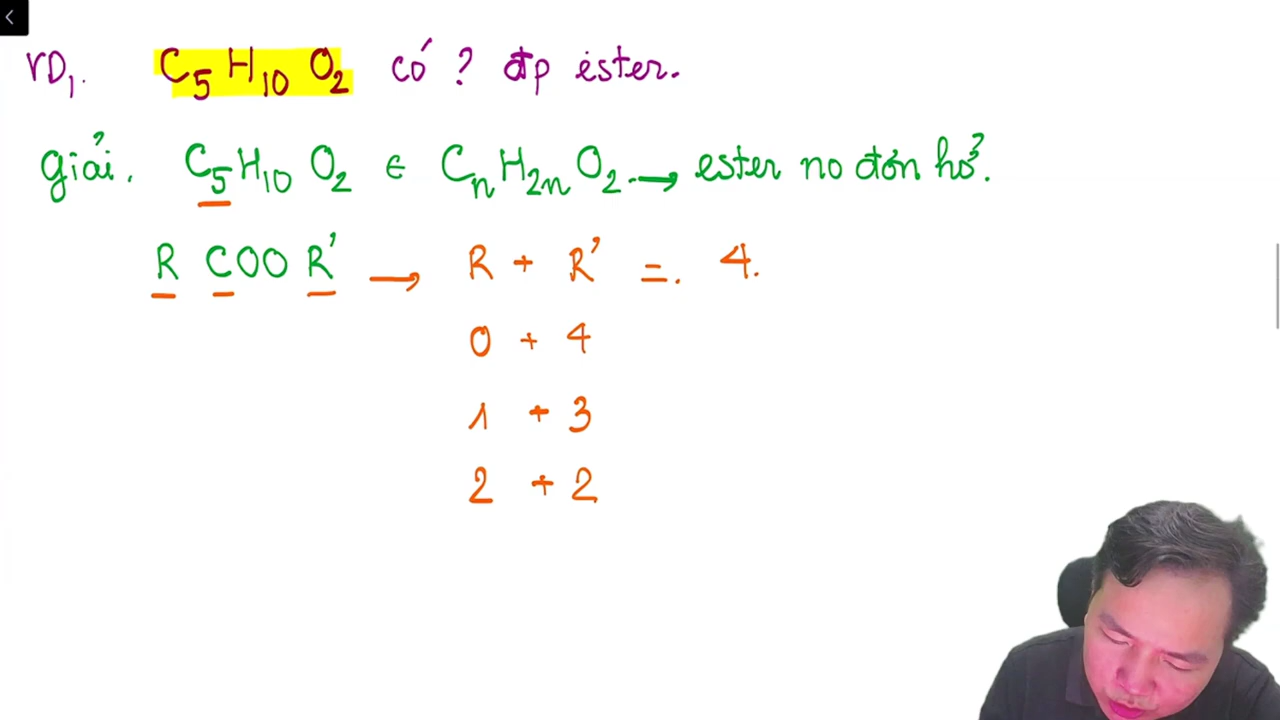 VD₁. C₅H₁₀O₂ có ? đp ester.
Giải. C₅H₁₀O₂ ∈ CₙH₂ₙO₂. → ester no đơn hở.
RCOOR' → R + R' = 4.
0 + 4
1 + 3
2 + 2